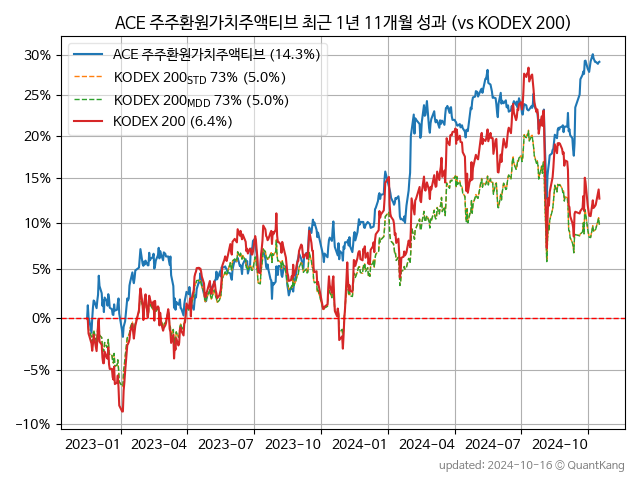 ACE 주주환원가치주액티브 최근 1년 11개월 성과 (vs KODEX 200)
ACE 주주환원가치주액티브 (14.3%)
KODEX 200STD 73% (5.0%)
KODEX 200MDD 73% (5.0%)
KODEX 200 (6.4%)
30%
25%
20%
15%
10%
5%
0%
−5%
−10%
2023−01 2023−04 2023−07 2023−10 2024−01 2024−04 2024−07 2024−10
updated: 2024-10-16 © QuantKang